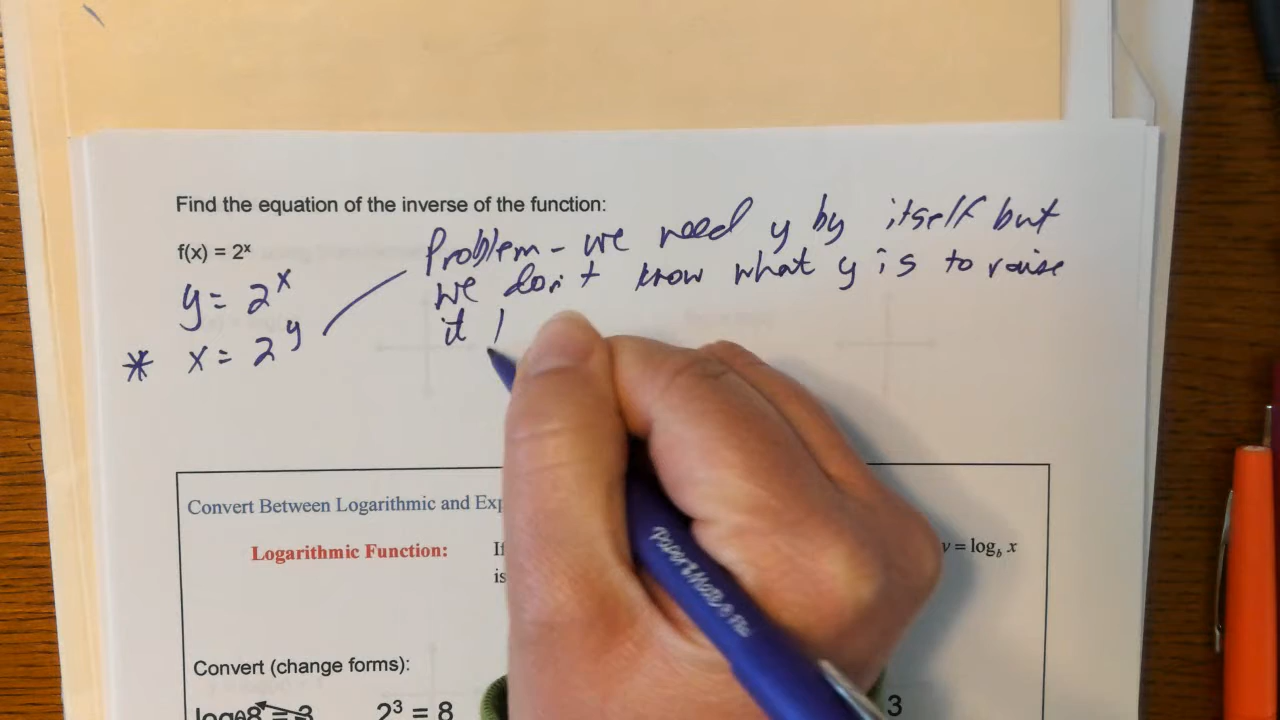 Find the equation of the inverse of the function:
f(x) = 2ˣ
y = 2ˣ
* x = 2ʸ
Problem - we need y by itself but
we don't know what y is to raise
it
Convert Between Logarithmic and Exp
Logarithmic Function: If
is
y = log_b x
Convert (change forms):
2³ = 8
3
PaperMate